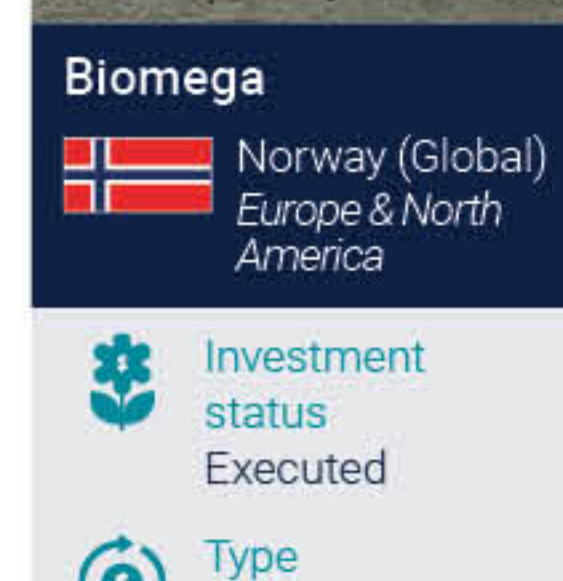 Biomega
Norway (Global)
Europe & North
America
Investment
status
Executed
Type